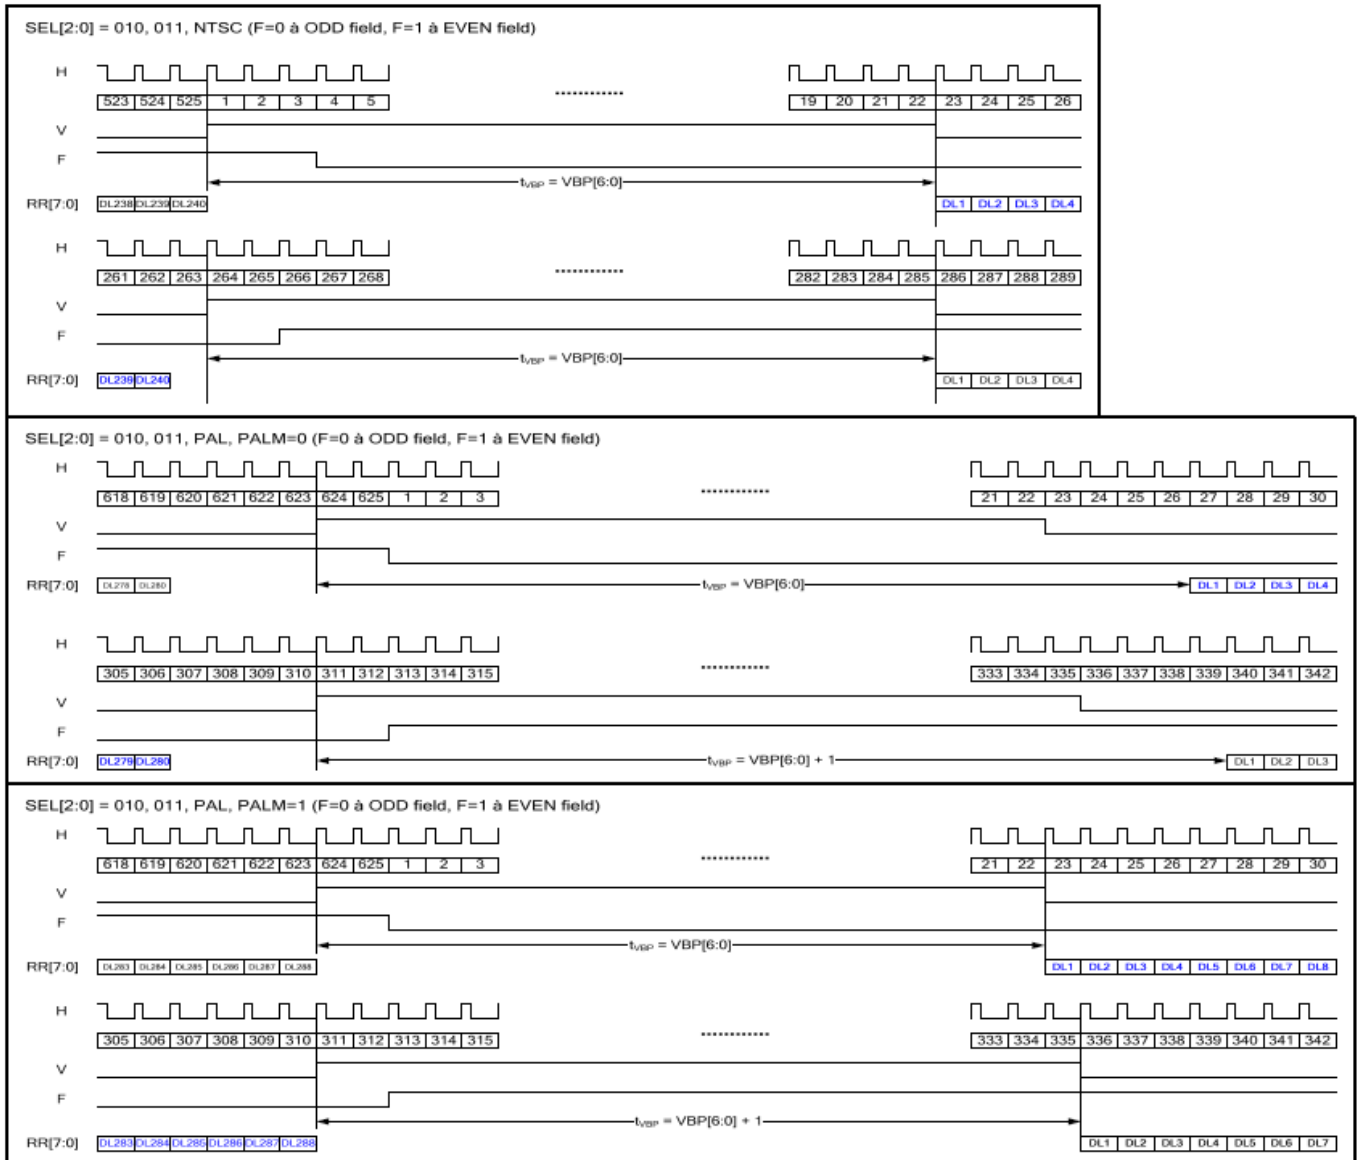 SEL[2:0] = 010, 011, NTSC (F=0 à ODD field, F=1 à EVEN field)
H
523 524 525 1 2 3 4 5 ............ 19 20 21 22 23 24 25 26
V
F
tVBP = VBP[6:0]
RR[7:0] DL238 DL239 DL240 DL1 DL2 DL3 DL4
H
261 262 263 264 265 266 267 268 ............ 282 283 284 285 286 287 288 289
V
F
tVBP = VBP[6:0]
RR[7:0] DL239 DL240 DL1 DL2 DL3 DL4
SEL[2:0] = 010, 011, PAL, PALM=0 (F=0 à ODD field, F=1 à EVEN field)
H
618 619 620 621 622 623 624 625 1 2 3 ............ 21 22 23 24 25 26 27 28 29 30
V
F
RR[7:0] DL278 DL280 tVBP = VBP[6:0] DL1 DL2 DL3 DL4
H
305 306 307 308 309 310 311 312 313 314 315 ............ 333 334 335 336 337 338 339 340 341 342
V
F
RR[7:0] DL279 DL280 tVBP = VBP[6:0] + 1 DL1 DL2 DL3
SEL[2:0] = 010, 011, PAL, PALM=1 (F=0 à ODD field, F=1 à EVEN field)
H
618 619 620 621 622 623 624 625 1 2 3 ............ 21 22 23 24 25 26 27 28 29 30
V
F
tVBP = VBP[6:0]
RR[7:0] DL283 DL284 DL285 DL286 DL287 DL288 DL1 DL2 DL3 DL4 DL5 DL6 DL7 DL8
H
305 306 307 308 309 310 311 312 313 314 315 ............ 333 334 335 336 337 338 339 340 341 342
V
F
tVBP = VBP[6:0] + 1
RR[7:0] DL283 DL284 DL285 DL286 DL287 DL288 DL1 DL2 DL3 DL4 DL5 DL6 DL7